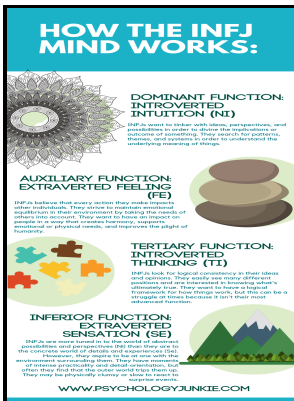 HOW THE INFJ
MIND WORKS:
DOMINANT FUNCTION:
INTROVERTED
INTUITION (NI)
INFJs want to tinker with ideas, perspectives, and
possibilities in order to divine the implications or
outcome of something. They search for patterns,
themes, and systems in order to understand the
underlying meaning of things.
AUXILIARY FUNCTION:
EXTRAVERTED FEELING
(FE)
INFJs believe that every action they make impacts
other individuals. They strive to maintain emotional
equilibrium in their environment by taking the needs of
others into account. They want to have an impact on
people in a way that creates harmony, supports
emotional or physical needs, and improves the plight of
humanity.
TERTIARY FUNCTION:
INTROVERTED
THINKING (TI)
INFJs look for logical consistency in their ideas
and opinions. They easily see many different
positions and are interested in knowing what's
ultimately true. They want to have a logical
framework for how things work, but this can be a
struggle at times because it isn't their most
advanced function.
INFERIOR FUNCTION:
EXTRAVERTED
SENSATION (SE)
INFJs are more tuned in to the world of abstract
possibilities and perspectives (Ni) than they are to
the concrete world of details and experiences (Se).
However, they aspire to be at one with the
environment surrounding them. They have moments
of intense practicality and detail-orientation, but
often they find that the outer world trips them up.
They may be physically clumsy or slow to react to
surprise events.
WWW.PSYCHOLOGYJUNKIE.COM